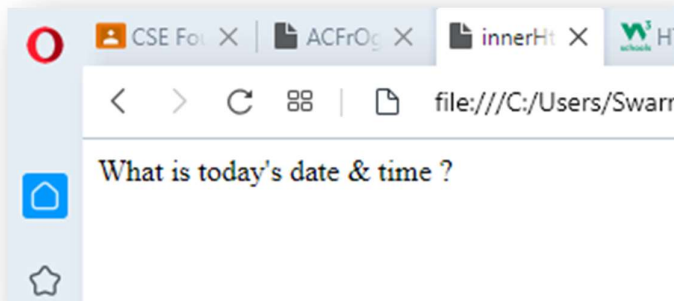 CSE Fo
ACFrOg
innerHt
file:///C:/Users/Swarr
What is today's date & time ?